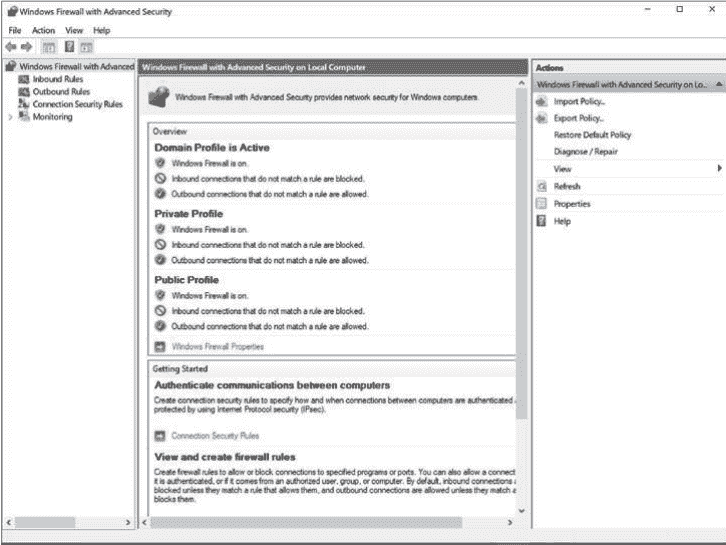 Windows Firewall with Advanced Security
File Action View Help
Windows Firewall with Advanced
Inbound Rules
Outbound Rules
Connection Security Rules
Monitoring
Windows Firewall with Advanced Security on Local Computer
Windows Firewall with Advanced Security provides network security for Windows computers.
Overview
Domain Profile is Active
Windows Firewall is on.
Inbound connections that do not match a rule are blocked.
Outbound connections that do not match a rule are allowed.
Private Profile
Windows Firewall is on.
Inbound connections that do not match a rule are blocked.
Outbound connections that do not match a rule are allowed.
Public Profile
Windows Firewall is on.
Inbound connections that do not match a rule are blocked.
Outbound connections that do not match a rule are allowed.
Windows Firewall Properties
Getting Started
Authenticate communications between computers
Create connection security rules to specify how and when connections between computers are authenticated
protected by using Internet Protocol security (IPsec).
Connection Security Rules
View and create firewall rules
Create firewall rules to allow or block connections to specified programs or ports. You can also allow a connect
it is authenticated, or if it comes from an authorized user, group, or computer. By default, inbound connections
blocked unless they match a rule that allows them, and outbound connections are allowed unless they match a
blocks them.
Actions
Windows Firewall with Advanced Security on Lo...
Import Policy...
Export Policy...
Restore Default Policy
Diagnose / Repair
View
Refresh
Properties
Help